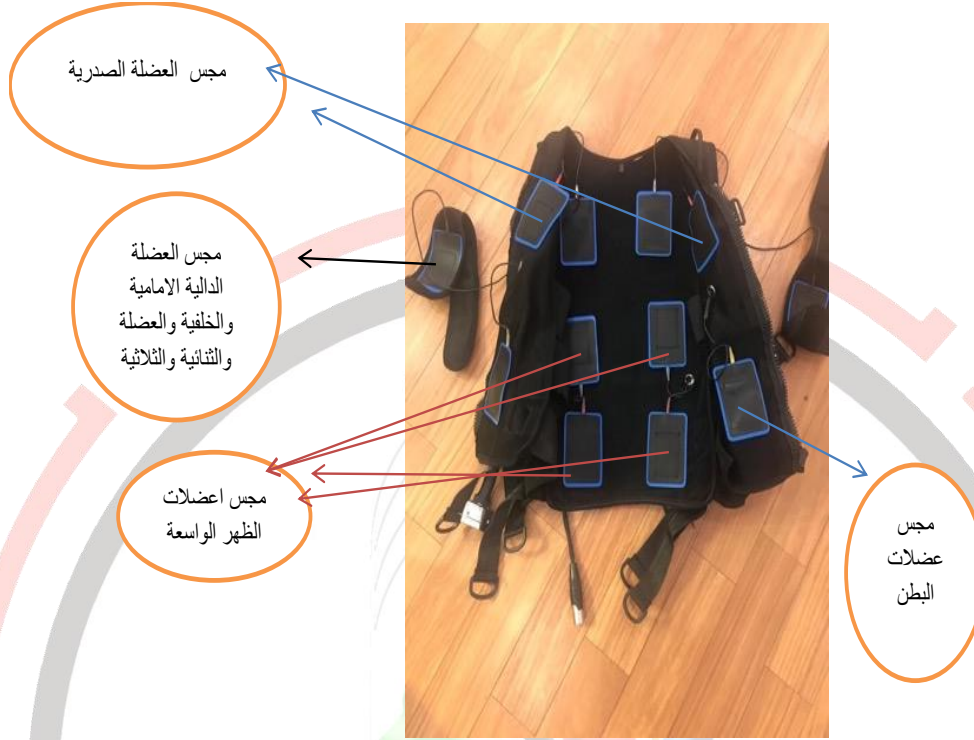 مجس العضلة الصدرية
مجس العضلة
الدالية الامامية
والخلفية والعضلة
والثنائية والثلاثية
مجس اعضلات
الظهر الواسعة
مجس
عضلات
البطن